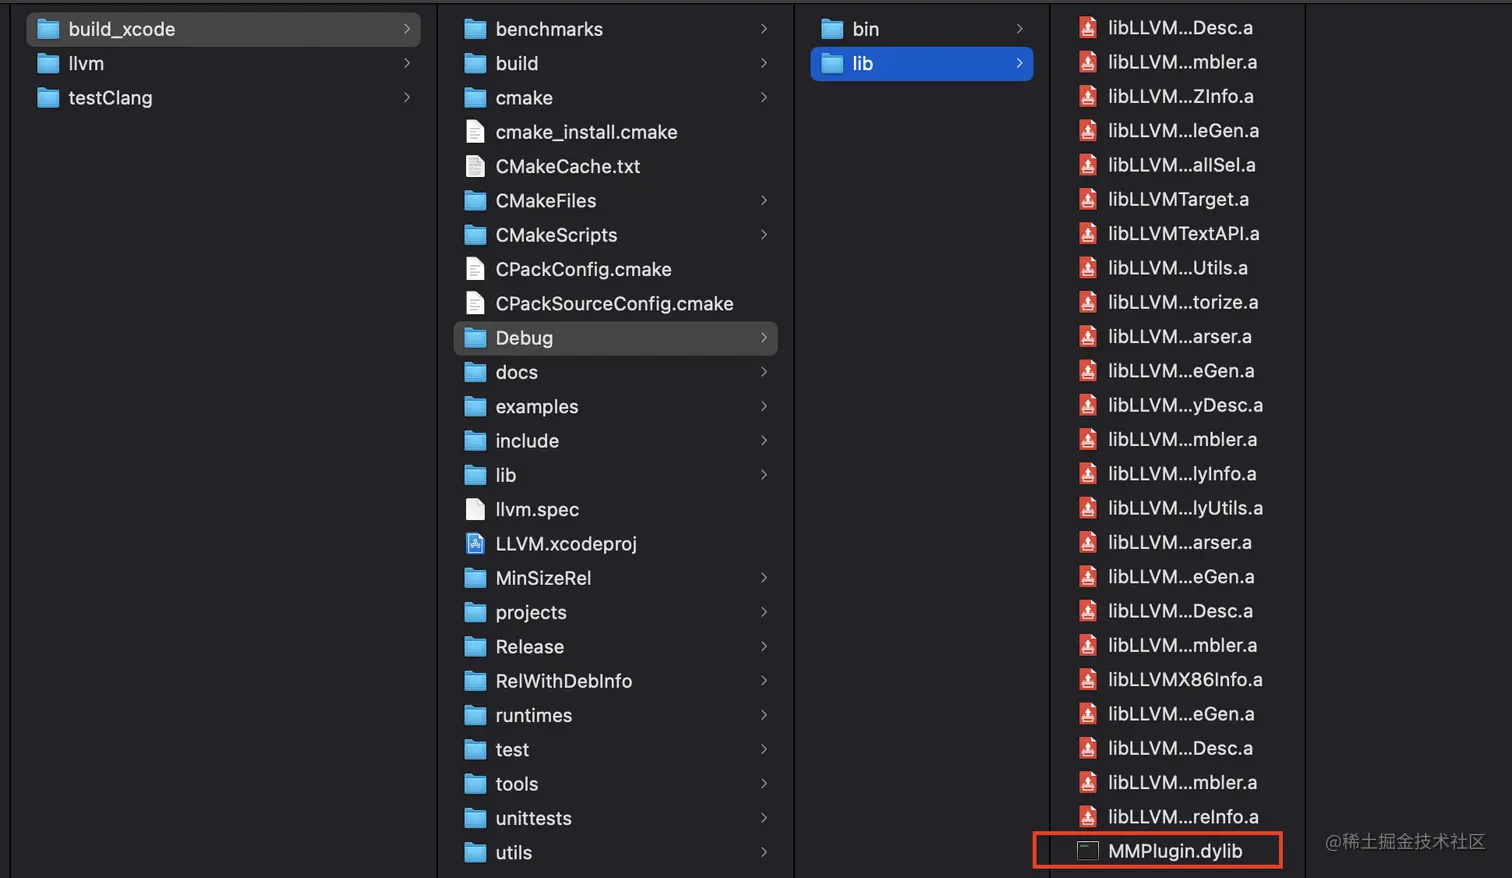 build_xcode
llvm
testClang
benchmarks
build
cmake
cmake_install.cmake
CMakeCache.txt
CMakeFiles
CMakeScripts
CPackConfig.cmake
CPackSourceConfig.cmake
Debug
docs
examples
include
lib
llvm.spec
LLVM.xcodeproj
MinSizeRel
projects
Release
RelWithDebInfo
runtimes
test
tools
unittests
utils
bin
lib
libLLVM...Desc.a
libLLVM...mbler.a
libLLVM...ZInfo.a
libLLVM...leGen.a
libLLVM...alISel.a
libLLVMTarget.a
libLLVMTextAPI.a
libLLVM...Utils.a
libLLVM...torize.a
libLLVM...arser.a
libLLVM...eGen.a
libLLVM...yDesc.a
libLLVM...mbler.a
libLLVM...lyInfo.a
libLLVM...lyUtils.a
libLLVM...arser.a
libLLVM...eGen.a
libLLVM...Desc.a
libLLVM...mbler.a
libLLVMX86Info.a
libLLVM...eGen.a
libLLVM...Desc.a
libLLVM...mbler.a
libLLVM...reInfo.a
MMPlugin.dylib
@稀土掘金技术社区